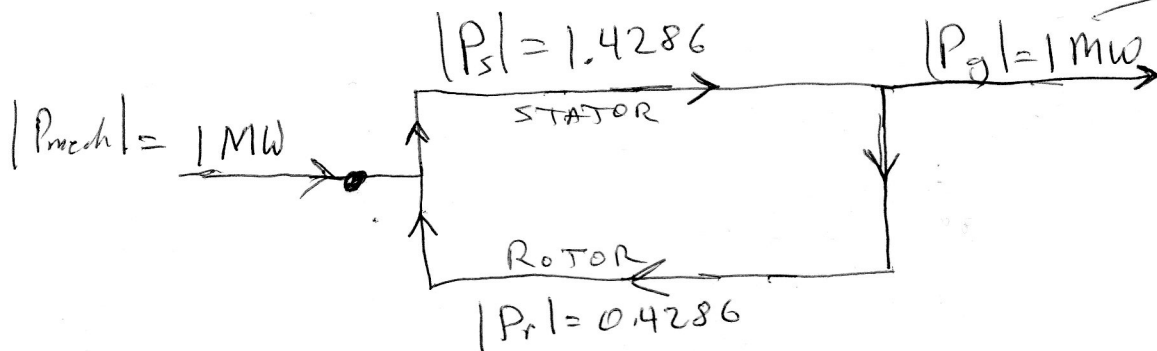 |Ps| = 1.4286
|Pg| = 1 MW
STATOR
|Pmech| = 1 MW
ROTOR
|Pr| = 0.4286